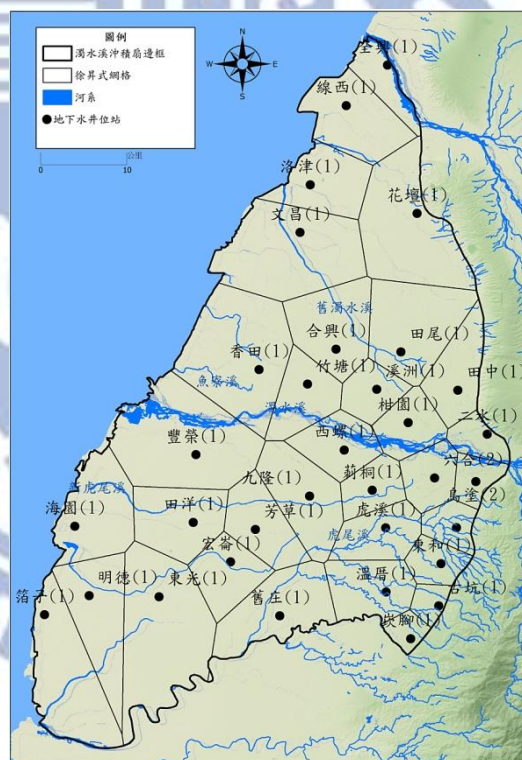 圖例
濁水溪沖積扇邊框
徐昇式網格
河系
地下水井位站
公里
0 10
N
W E
S
全興(1)
線西(1)
洛津(1)
花壇(1)
文昌(1)
舊濁水溪
合興(1)
田尾(1)
香田(1)
竹塘(1)
溪洲(1)
田中(1)
魚寮溪
柑園(1)
濁水溪
二水(1)
西螺(1)
豐榮(1)
六合(2)
九隆(1)
莿桐(1)
烏塗(2)
新虎尾溪
海園(1)
田洋(1)
芳草(1)
虎溪(1)
虎尾溪
宏崙(1)
東和(1)
明德(1)
東光(1)
溫厝(1)
箔子(1)
舊庄(1)
古坑(1)
崁腳(1)